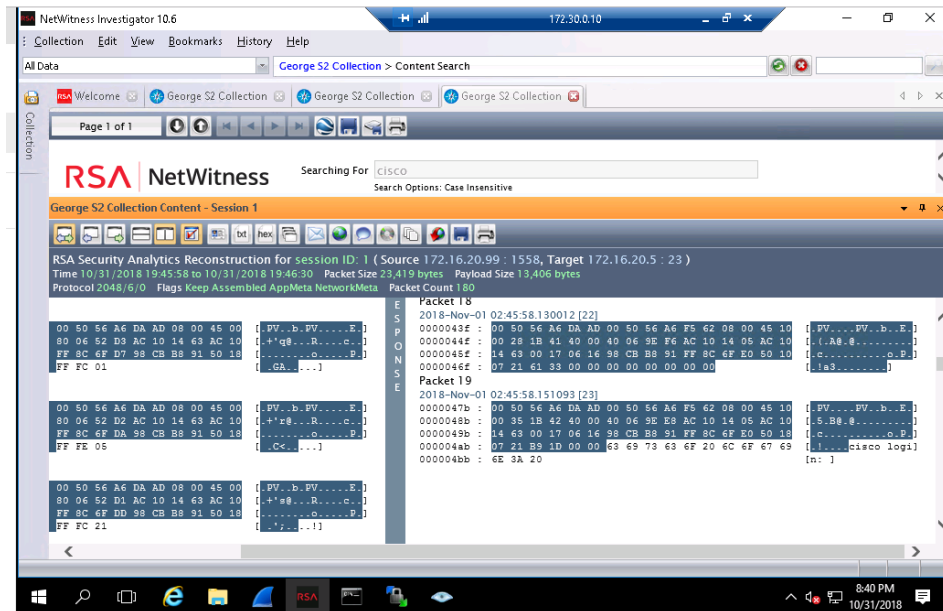 NetWitness Investigator 10.6
172.30.0.10
Collection Edit View Bookmarks History Help
All Data
George S2 Collection > Content Search
Collection
RSA Welcome
George S2 Collection
George S2 Collection
George S2 Collection
Page 1 of 1
RSA NetWitness
Searching For cisco
Search Options: Case Insensitive
George S2 Collection Content - Session 1
txt hex
RSA Security Analytics Reconstruction for session ID: 1 ( Source 172.16.20.99 : 1558, Target 172.16.20.5 : 23 )
Time 10/31/2018 19:45:58 to 10/31/2018 19:46:30 Packet Size 23,419 bytes Payload Size 13,406 bytes
Protocol 2048/6/0 Flags Keep Assembled AppMeta NetworkMeta Packet Count 180
00 50 56 A6 DA AD 08 00 45 00 [.PV..b.PV.....E.]
80 06 52 D3 AC 10 14 63 AC 10 [.+'q@...R....c..]
FF 8C 6F D7 98 CB B8 91 50 18 [........o.....P.]
FF FC 01 [ .GA.....]
00 50 56 A6 DA AD 08 00 45 00 [.PV..b.PV.....E.]
80 06 52 D2 AC 10 14 63 AC 10 [.+'r@...R....c..]
FF 8C 6F DA 98 CB B8 91 50 18 [........o.....P.]
FF FE 05 [ .C<.....]
00 50 56 A6 DA AD 08 00 45 00 [.PV..b.PV.....E.]
80 06 52 D1 AC 10 14 63 AC 10 [.+'s@...R....c..]
FF 8C 6F DD 98 CB B8 91 50 18 [........o.....P.]
FF FC 21 [ .';....!]
ESPONSE
Packet 18
2018-Nov-01 02:45:58.130012 [22]
0000043f : 00 50 56 A6 DA AD 00 50 56 A6 F5 62 08 00 45 10 [.PV....PV..b..E.]
0000044f : 00 28 1B 41 40 00 40 06 9E F6 AC 10 14 05 AC 10 [.(.A@.@.........]
0000045f : 14 63 00 17 06 16 98 CB B8 91 FF 8C 6F E0 50 10 [.c..........o.P.]
0000046f : 07 21 61 33 00 00 00 00 00 00 00 00 [.!a3........]
Packet 19
2018-Nov-01 02:45:58.151093 [23]
0000047b : 00 50 56 A6 DA AD 00 50 56 A6 F5 62 08 00 45 10 [.PV....PV..b..E.]
0000048b : 00 35 1B 42 40 00 40 06 9E E8 AC 10 14 05 AC 10 [.5.B@.@.........]
0000049b : 14 63 00 17 06 16 98 CB B8 91 FF 8C 6F E0 50 18 [.c..........o.P.]
000004ab : 07 21 B9 1D 00 00 63 69 73 63 6F 20 6C 6F 67 69 [.!....cisco logi]
000004bb : 6E 3A 20 [n: ]
RSA
8:40 PM
10/31/2018